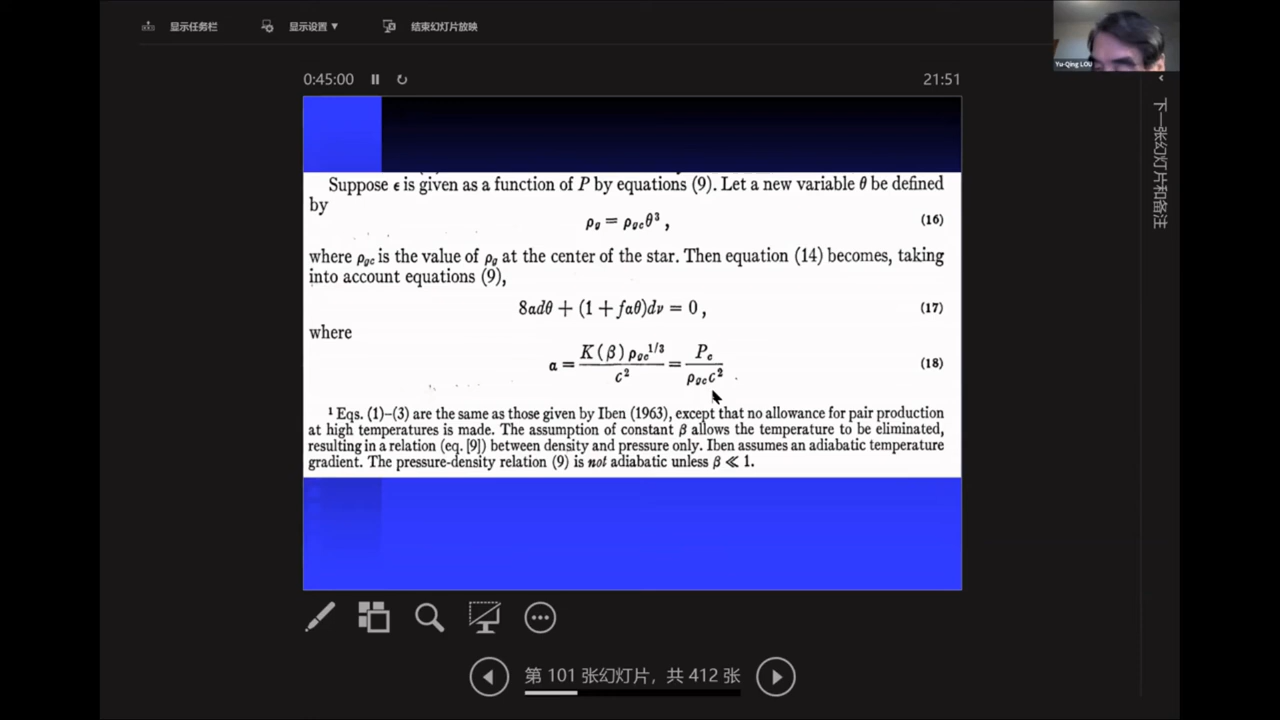 显示任务栏 显示设置 ▼ 结束幻灯片放映
Yu-Qing LOU
0:45:00 21:51
下一张幻灯片和备注
Suppose ϵ is given as a function of P by equations (9). Let a new variable θ be defined
by
ρ_g = ρ_gc θ³ , (16)
where ρ_gc is the value of ρ_g at the center of the star. Then equation (14) becomes, taking
into account equations (9),
8adθ + (1 + faθ)dν = 0 , (17)
where
a = K(β) ρ_gc^1/3 / c² = P_c / ρ_gc c² . (18)
¹ Eqs. (1)–(3) are the same as those given by Iben (1963), except that no allowance for pair production
at high temperatures is made. The assumption of constant β allows the temperature to be eliminated,
resulting in a relation (eq. [9]) between density and pressure only. Iben assumes an adiabatic temperature
gradient. The pressure-density relation (9) is not adiabatic unless β ≪ 1.
第 101 张幻灯片，共 412 张